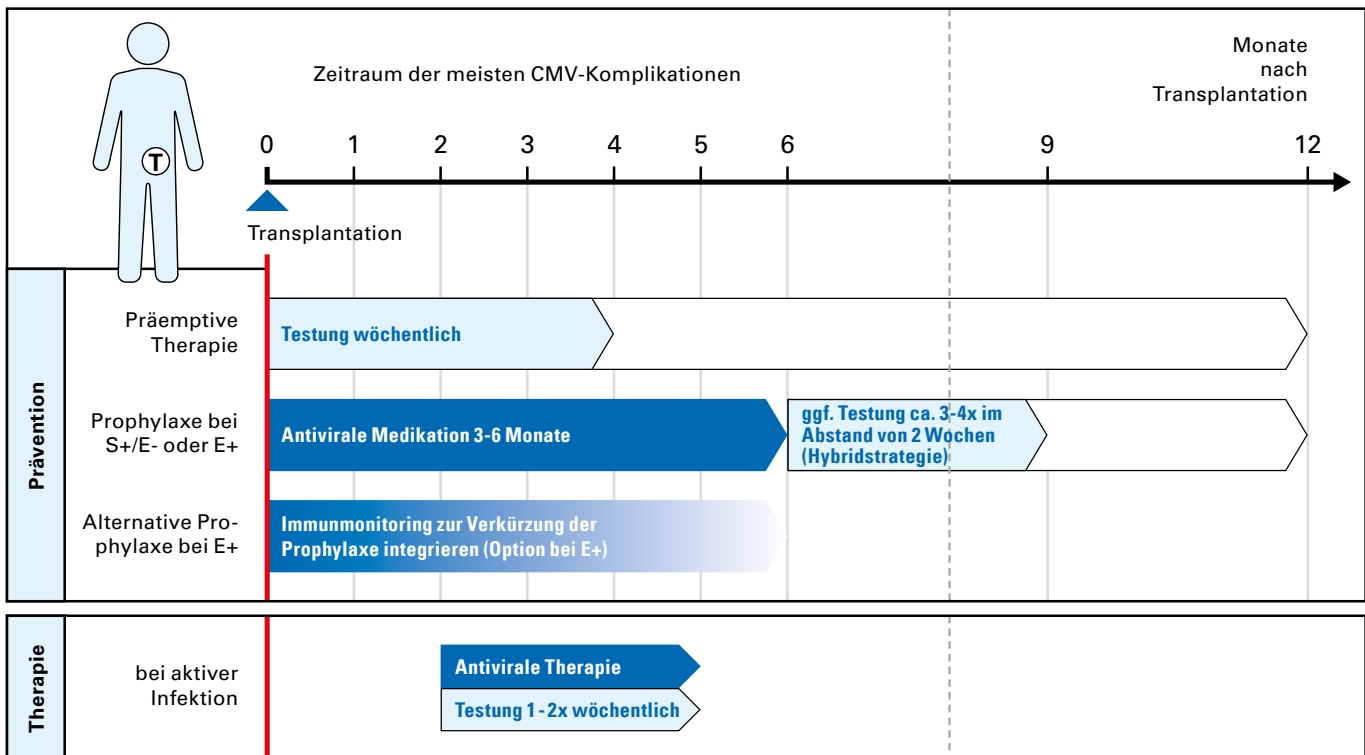 Zeitraum der meisten CMV-Komplikationen
Monate
nach
Transplantation
T
0 1 2 3 4 5 6 9 12
Transplantation
Prävention
Präemptive
Therapie
Testung wöchentlich
Prophylaxe bei
S+/E- oder E+
Antivirale Medikation 3-6 Monate
ggf. Testung ca. 3-4x im
Abstand von 2 Wochen
(Hybridstrategie)
Alternative Pro-
phylaxe bei E+
Immunmonitoring zur Verkürzung der
Prophylaxe integrieren (Option bei E+)
Therapie
bei aktiver
Infektion
Antivirale Therapie
Testung 1-2x wöchentlich